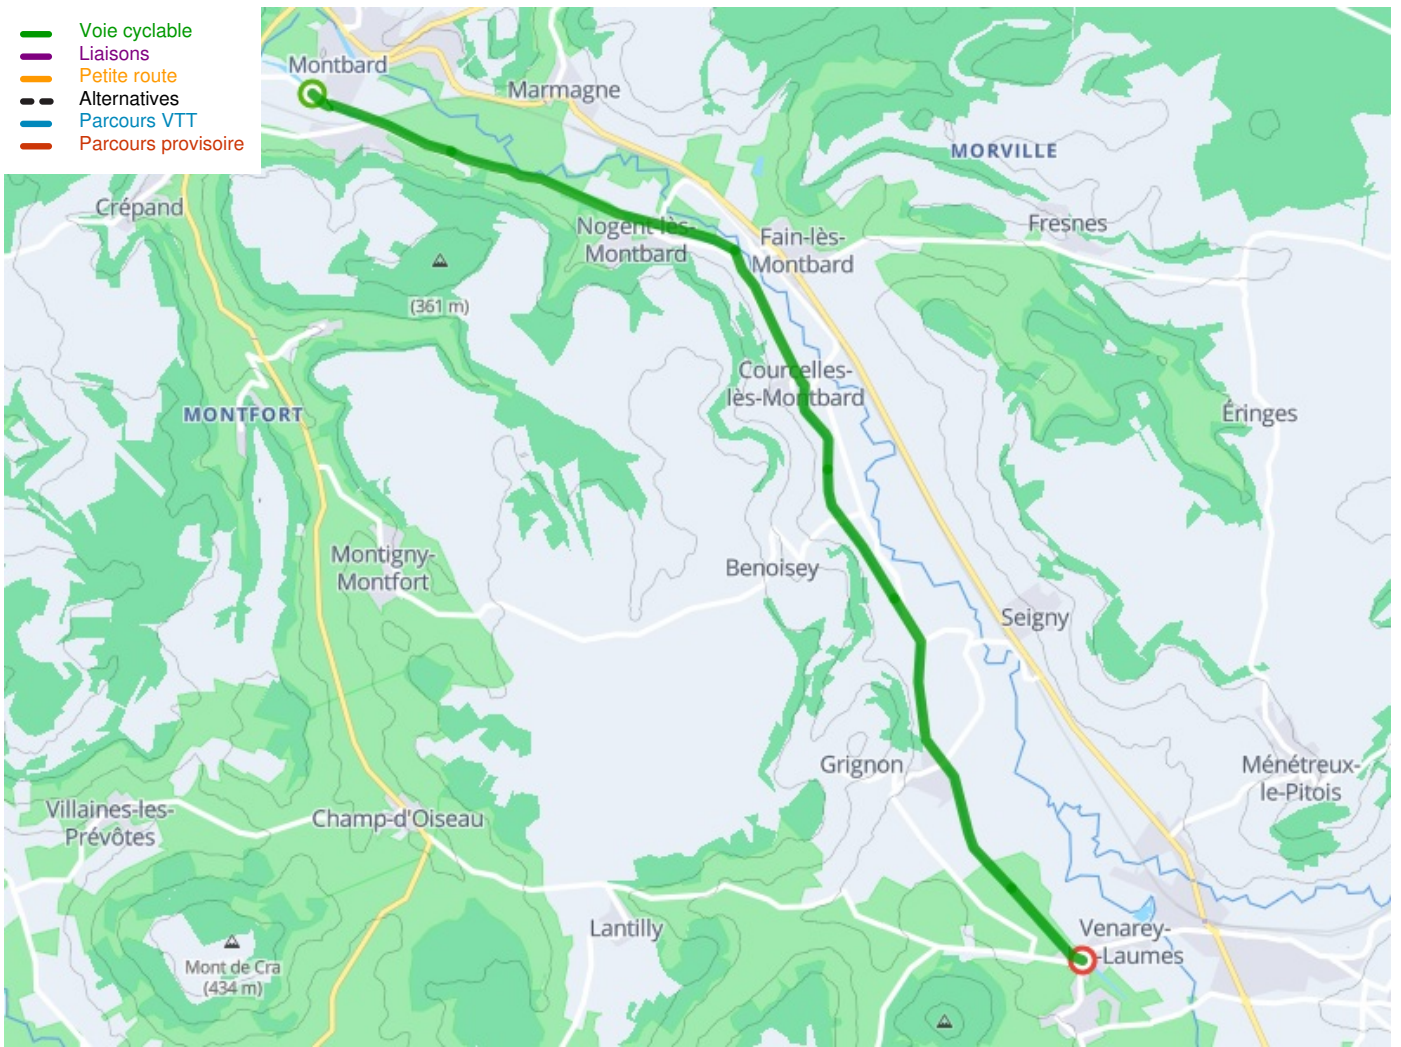 Voie cyclable
Liaisons
Petite route
Alternatives
Parcours VTT
Parcours provisoire
Montbard
Marmagne
MORVILLE
Crépand
Fresnes
Nogent-lès-
Montbard
Fain-lès-
Montbard
(361 m)
Courcelles-
lès-Montbard
MONTFORT
Éringes
Montigny-
Montfort
Benoisey
Seigny
Grignon
Ménétreux-
le-Pitois
Villaines-les-
Prévôtes
Champ-d'Oiseau
Lantilly
Venarey-
-Laumes
Mont de Cra
(434 m)